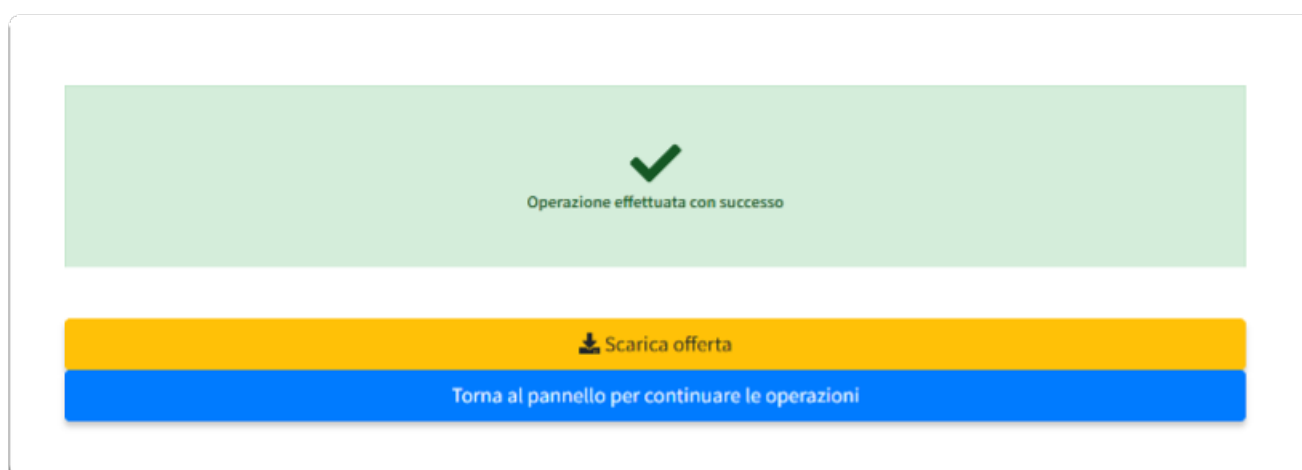 Operazione effettuata con successo
Scarica offerta
Torna al pannello per continuare le operazioni